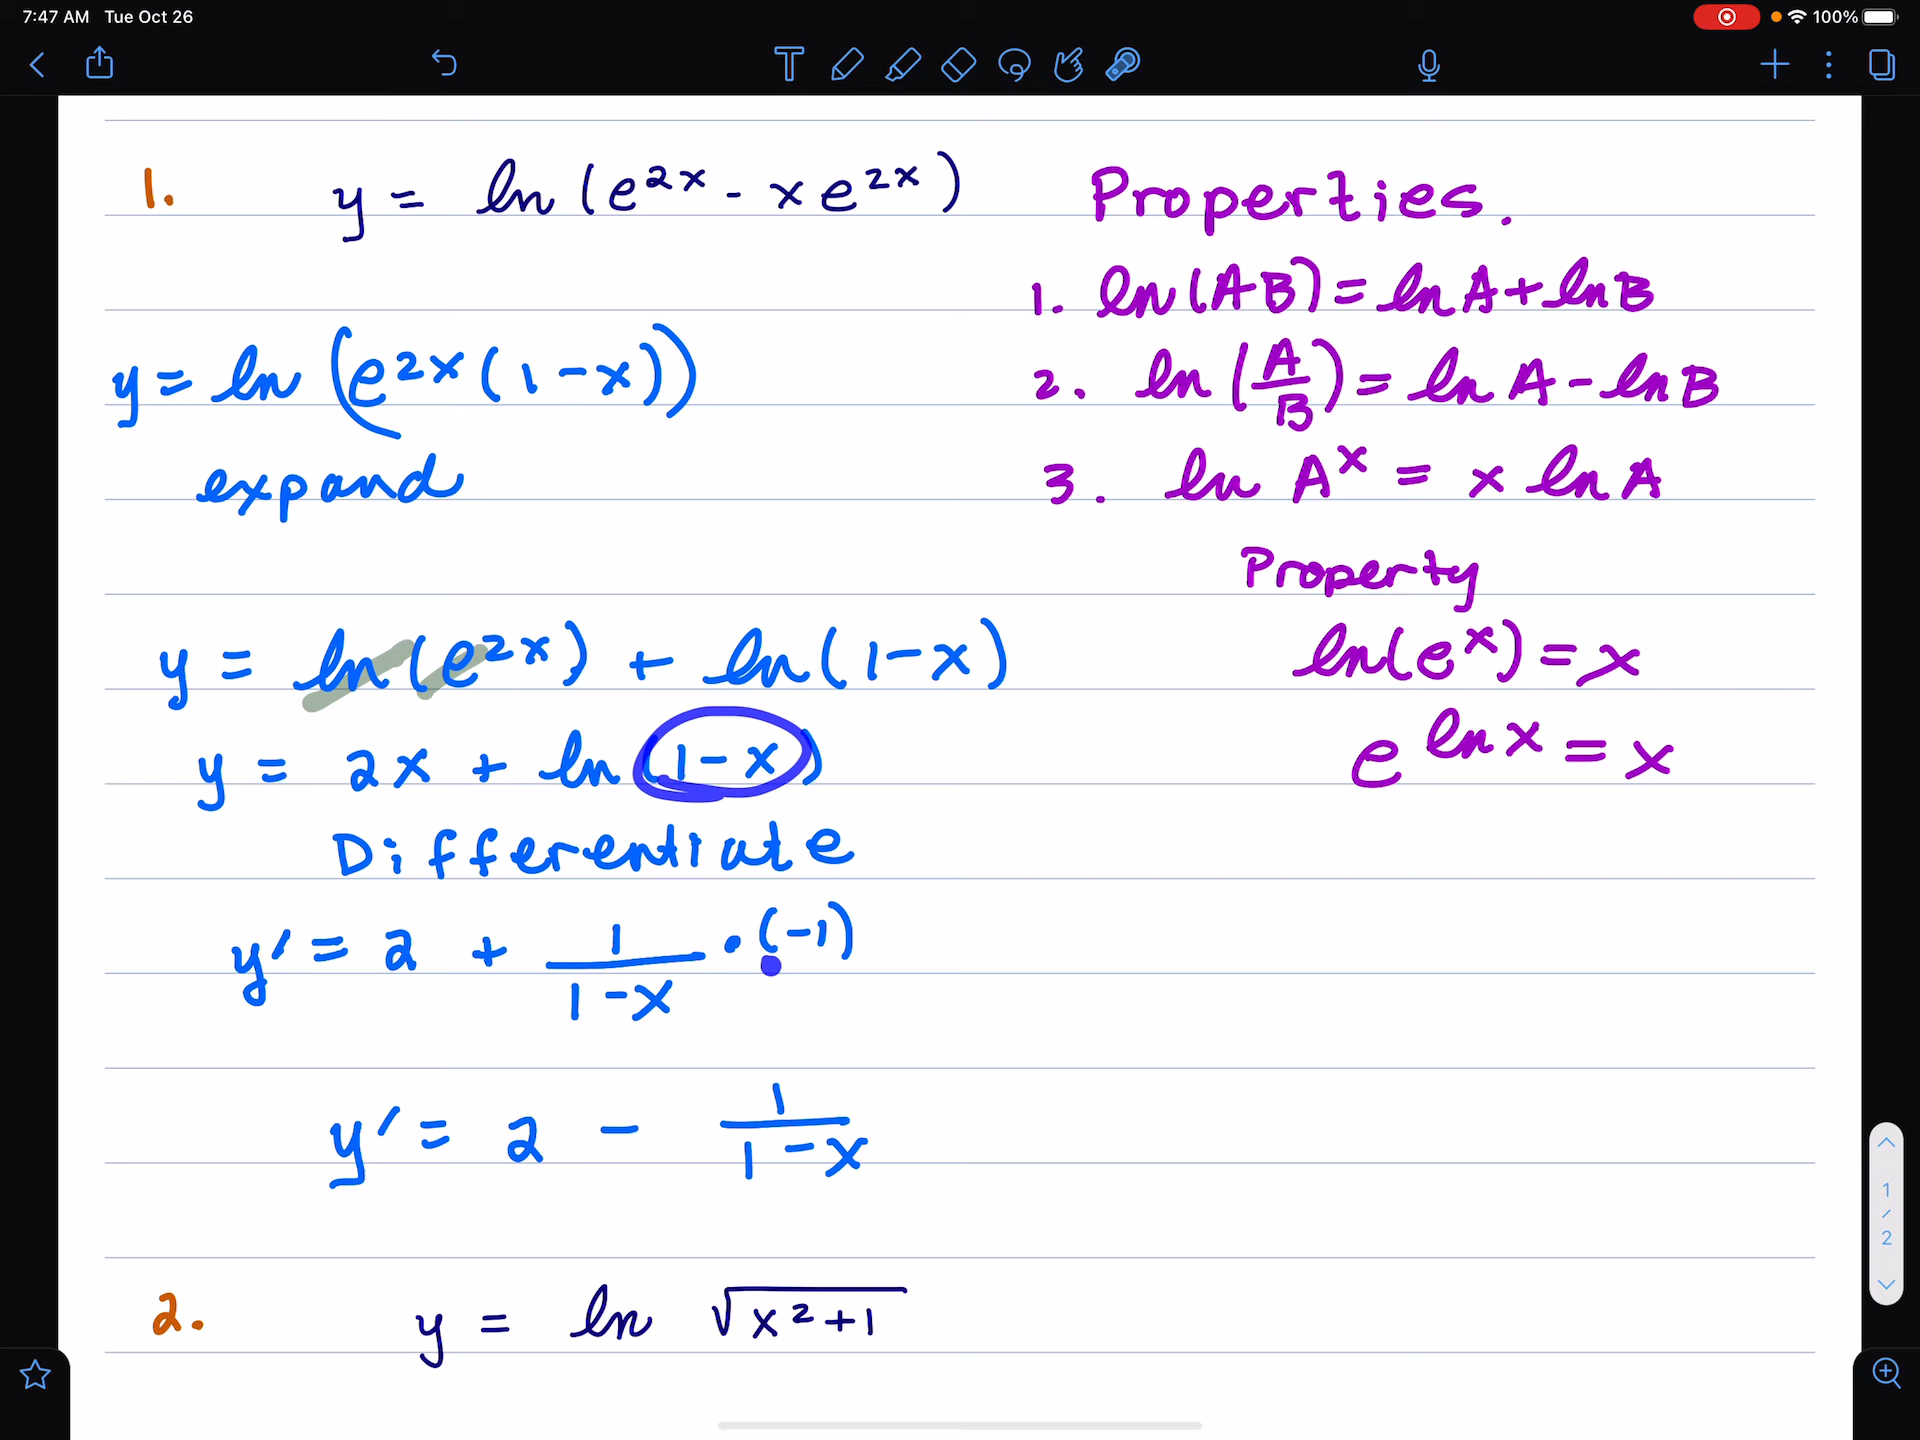 7:47 AM Tue Oct 26
100%
1. y = ln (e^2x - x e^2x)
y = ln (e^2x (1 - x))
expand
y = ln(e^2x) + ln(1 - x)
y = 2x + ln(1 - x)
Differentiate
y' = 2 + 1/(1 - x) • (-1)
y' = 2 - 1/(1 - x)
2. y = ln √(x² + 1)
Properties.
1. ln(AB) = ln A + ln B
2. ln(A/B) = ln A - ln B
3. ln A^x = x ln A
Property
ln(e^x) = x
e^ln x = x
1 / 2